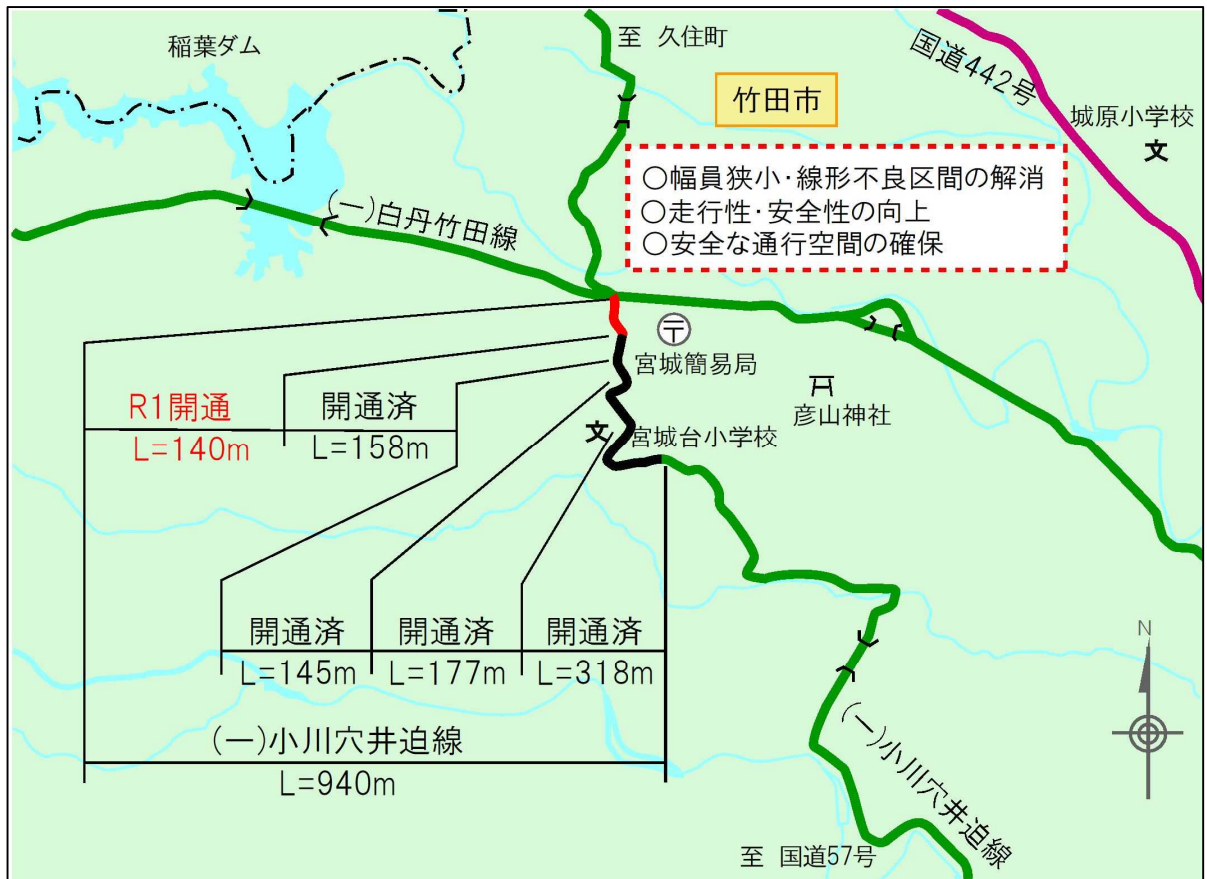 稲葉ダム
至 久住町
国道442号
竹田市
城原小学校
文
○幅員狭小・線形不良区間の解消
○走行性・安全性の向上
○安全な通行空間の確保
(一)白丹竹田線
〒
宮城簡易局
彦山神社
文
宮城台小学校
R1開通
L=140m
開通済
L=158m
開通済
L=145m
開通済
L=177m
開通済
L=318m
(一)小川穴井迫線
L=940m
N
(一)小川穴井迫線
至 国道57号